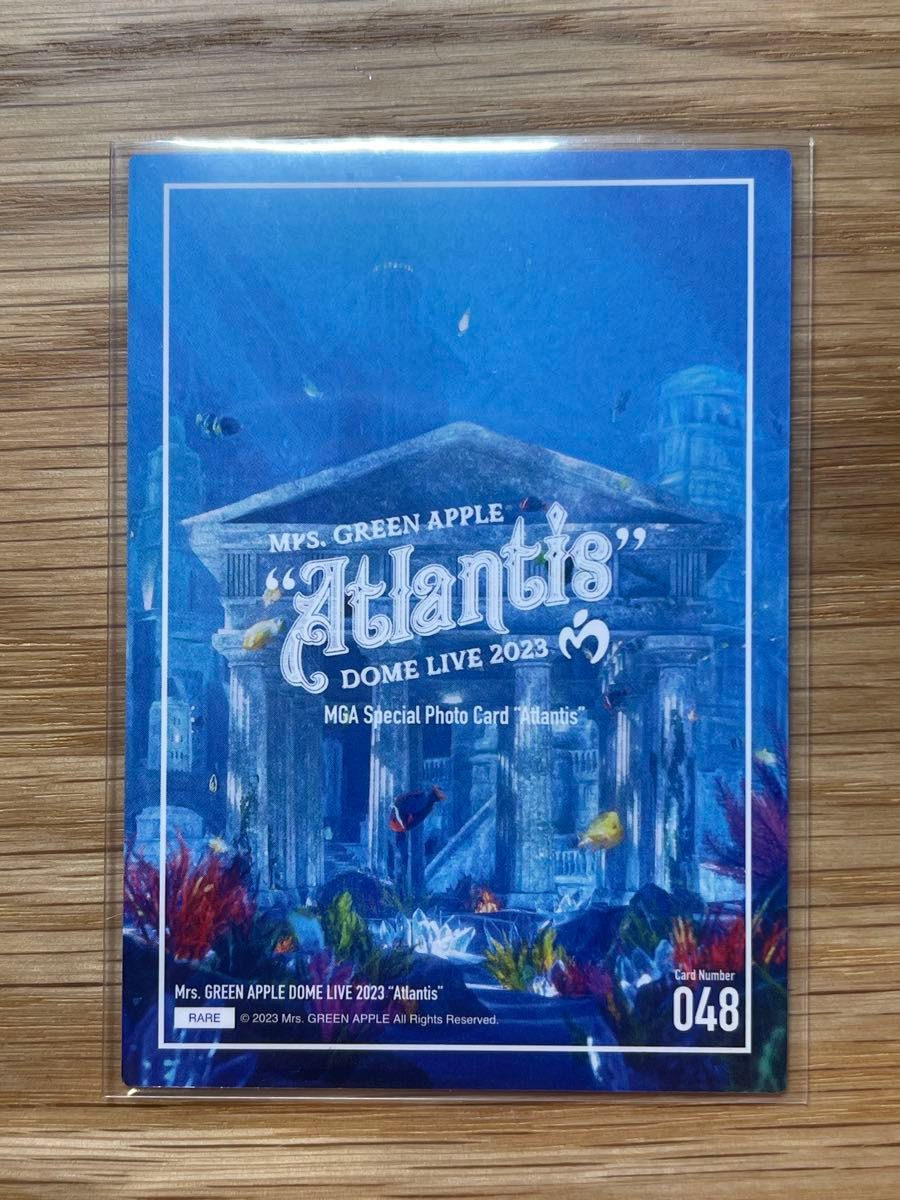 Mrs. GREEN APPLE
“Atlantis”
DOME LIVE 2023
MGA Special Photo Card “Atlantis”
Mrs. GREEN APPLE DOME LIVE 2023 “Atlantis”
RARE © 2023 Mrs. GREEN APPLE All Rights Reserved.
Card Number
048